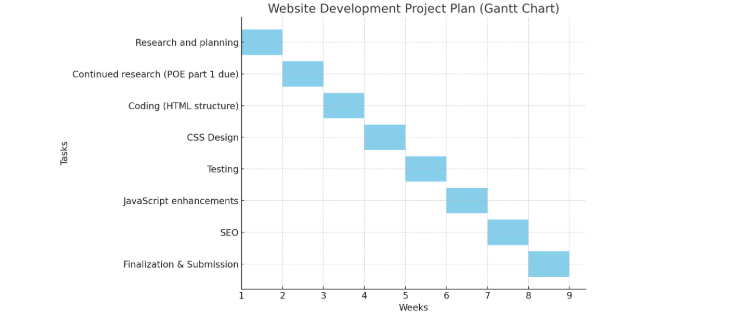 Website Development Project Plan (Gantt Chart)
Research and planning
Continued research (POE part 1 due)
Coding (HTML structure)
CSS Design
Tasks
Testing
JavaScript enhancements
SEO
Finalization & Submission
1 2 3 4 5 6 7 8 9
Weeks